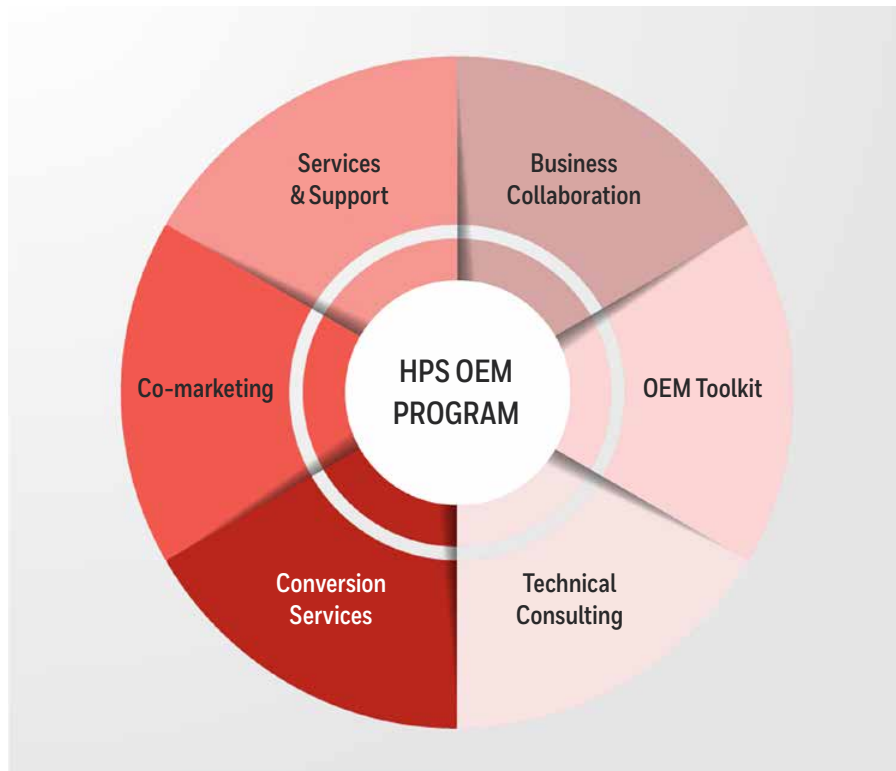 Services
& Support
Business
Collaboration
Co-marketing
HPS OEM
PROGRAM
OEM Toolkit
Conversion
Services
Technical
Consulting